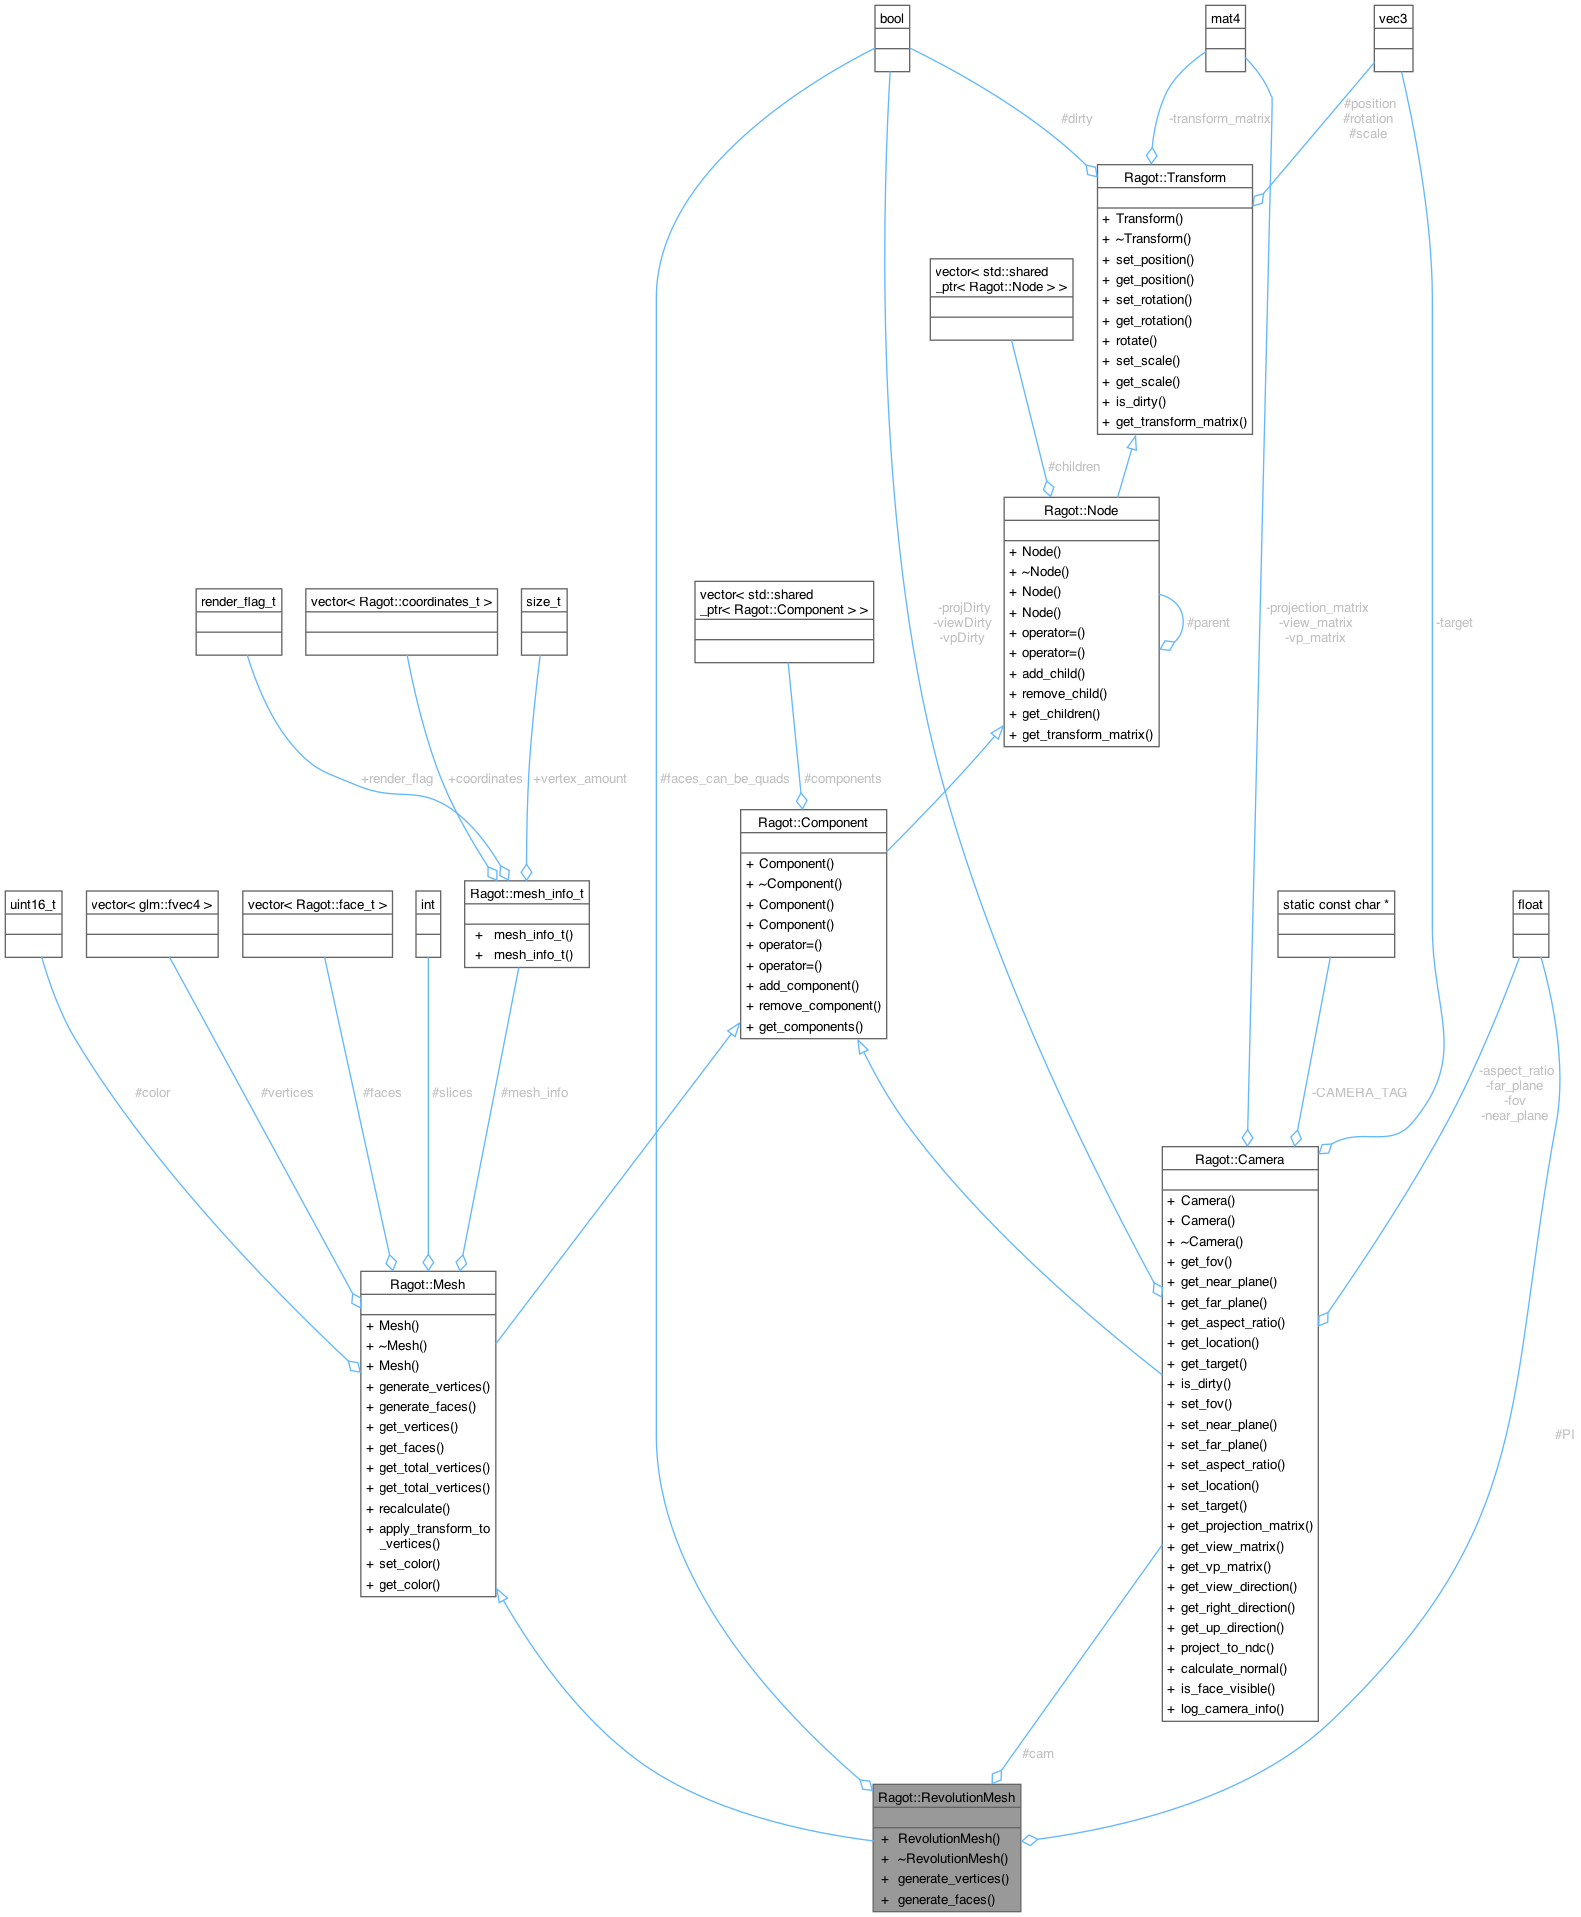 bool
mat4
vec3
#position
#rotation
#scale
#dirty
-transform_matrix
Ragot::Transform
+ Transform()
+ ~Transform()
+ set_position()
+ get_position()
+ set_rotation()
+ get_rotation()
+ rotate()
+ set_scale()
+ get_scale()
+ is_dirty()
+ get_transform_matrix()
vector< std::shared
_ptr< Ragot::Node > >
#children
Ragot::Node
+ Node()
+ ~Node()
+ Node()
+ Node()
+ operator=()
+ operator=()
+ add_child()
+ remove_child()
+ get_children()
+ get_transform_matrix()
#parent
render_flag_t
vector< Ragot::coordinates_t >
size_t
vector< std::shared
_ptr< Ragot::Component > >
-projDirty
-viewDirty
-vpDirty
-projection_matrix
-view_matrix
-vp_matrix
-target
+render_flag
+coordinates
+vertex_amount
#faces_can_be_quads
#components
Ragot::Component
+ Component()
+ ~Component()
+ Component()
+ Component()
+ operator=()
+ operator=()
+ add_component()
+ remove_component()
+ get_components()
uint16_t
vector< glm::fvec4 >
vector< Ragot::face_t >
int
Ragot::mesh_info_t
+ mesh_info_t()
+ mesh_info_t()
static const char *
float
#color
#vertices
#faces
#slices
#mesh_info
-CAMERA_TAG
-aspect_ratio
-far_plane
-fov
-near_plane
Ragot::Camera
+ Camera()
+ Camera()
+ ~Camera()
+ get_fov()
+ get_near_plane()
+ get_far_plane()
+ get_aspect_ratio()
+ get_location()
+ get_target()
+ is_dirty()
+ set_fov()
+ set_near_plane()
+ set_far_plane()
+ set_aspect_ratio()
+ set_location()
+ set_target()
+ get_projection_matrix()
+ get_view_matrix()
+ get_vp_matrix()
+ get_view_direction()
+ get_right_direction()
+ get_up_direction()
+ project_to_ndc()
+ calculate_normal()
+ is_face_visible()
+ log_camera_info()
Ragot::Mesh
+ Mesh()
+ ~Mesh()
+ Mesh()
+ generate_vertices()
+ generate_faces()
+ get_vertices()
+ get_faces()
+ get_total_vertices()
+ get_total_vertices()
+ recalculate()
+ apply_transform_to
_vertices()
+ set_color()
+ get_color()
#PI
#cam
Ragot::RevolutionMesh
+ RevolutionMesh()
+ ~RevolutionMesh()
+ generate_vertices()
+ generate_faces()